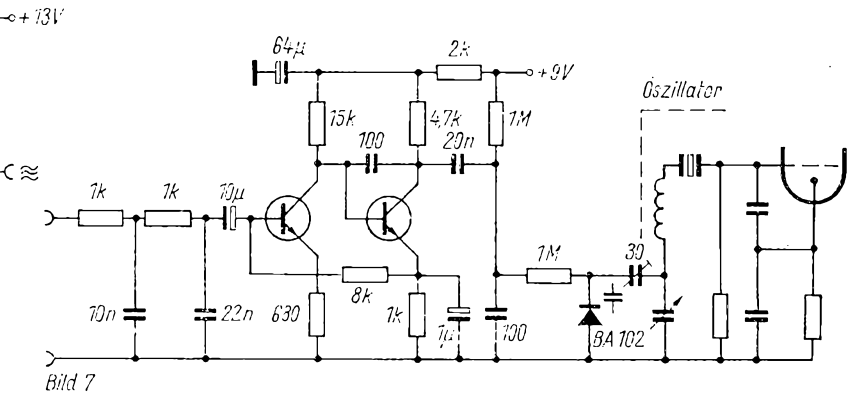 + 13V
64µ
2k
+9V
Oszillator
15k
4,7k
1M
100
20n
1k
1k
10µ
30
1M
8k
10n
22n
630
1k
1µ
100
BA 102
Bild 7